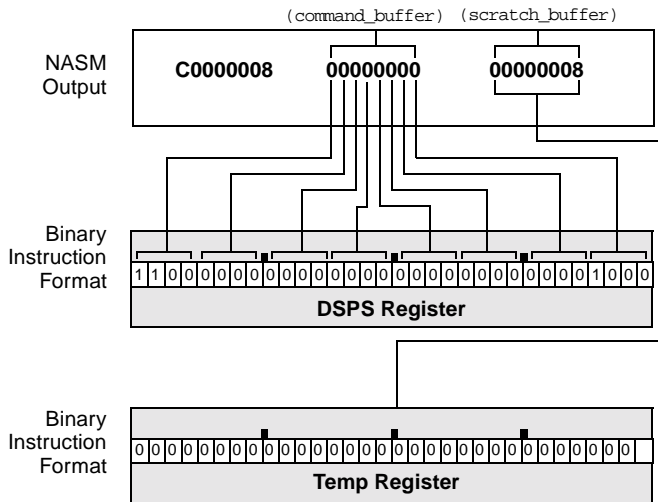 (command_buffer) (scratch_buffer)
NASM
Output
C0000008 00000000 00000008
Binary
Instruction
Format
1 1 0 0 0 0 0 0 0 0 0 0 0 0 0 0 0 0 0 0 0 0 0 0 0 0 0 0 1 0 0 0
DSPS Register
Binary
Instruction
Format
0 0 0 0 0 0 0 0 0 0 0 0 0 0 0 0 0 0 0 0 0 0 0 0 0 0 0 0 0 0 0
Temp Register